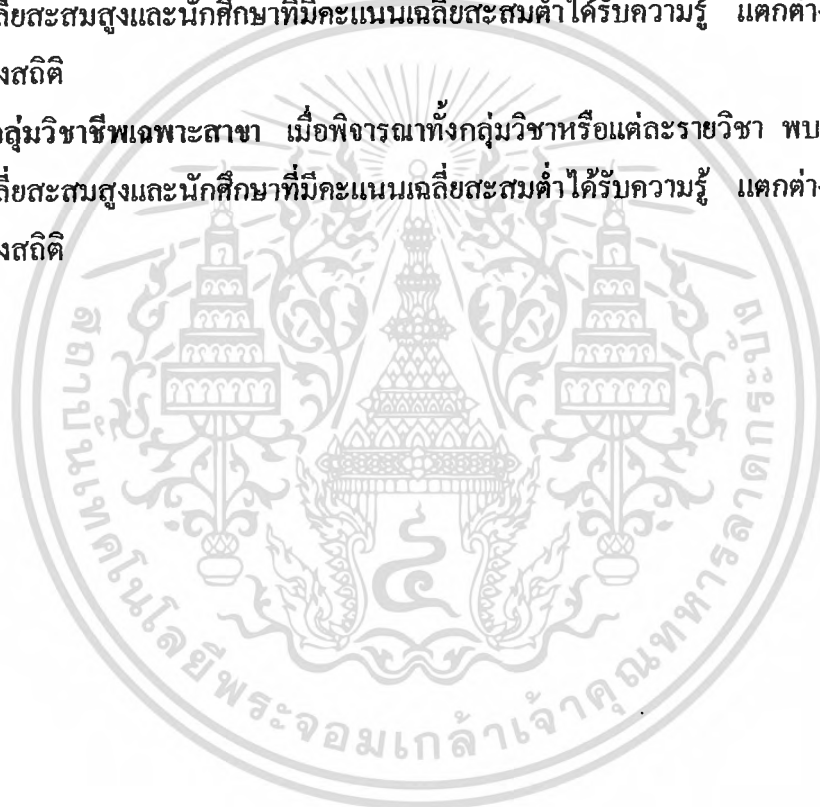 ลี่ยสะสมสูงและนักศึกษาที่มีคะแนนเฉลี่ยสะสมต่ำได้รับความรู้ แตกต่าง
งสถิติ
กลุ่มวิชาชีพเฉพาะสาขา เมื่อพิจารณาทั้งกลุ่มวิชาหรือแต่ละรายวิชา พบ
ลี่ยสะสมสูงและนักศึกษาที่มีคะแนนเฉลี่ยสะสมต่ำได้รับความรู้ แตกต่าง
งสถิติ
สถาบันเทคโนโลยีพระจอมเกล้าเจ้าคุณทหารลาดกระบัง